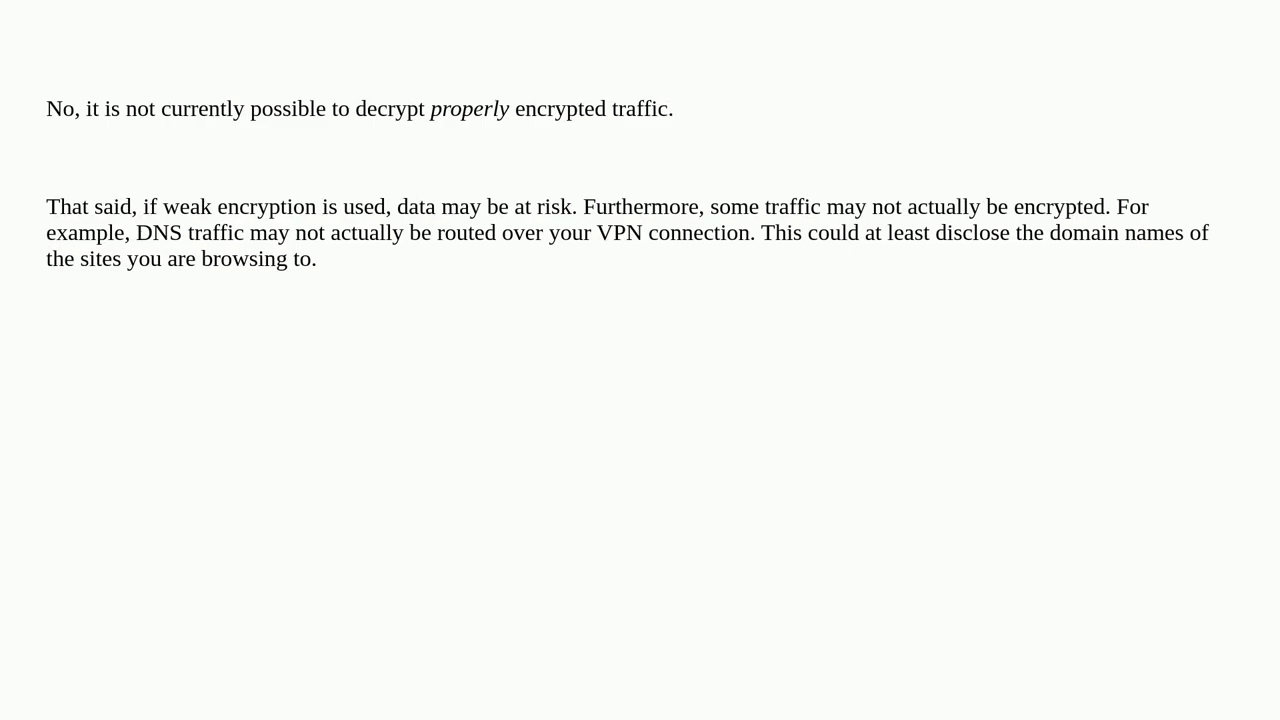 No, it is not currently possible to decrypt properly encrypted traffic.
That said, if weak encryption is used, data may be at risk. Furthermore, some traffic may not actually be encrypted. For
example, DNS traffic may not actually be routed over your VPN connection. This could at least disclose the domain names of
the sites you are browsing to.